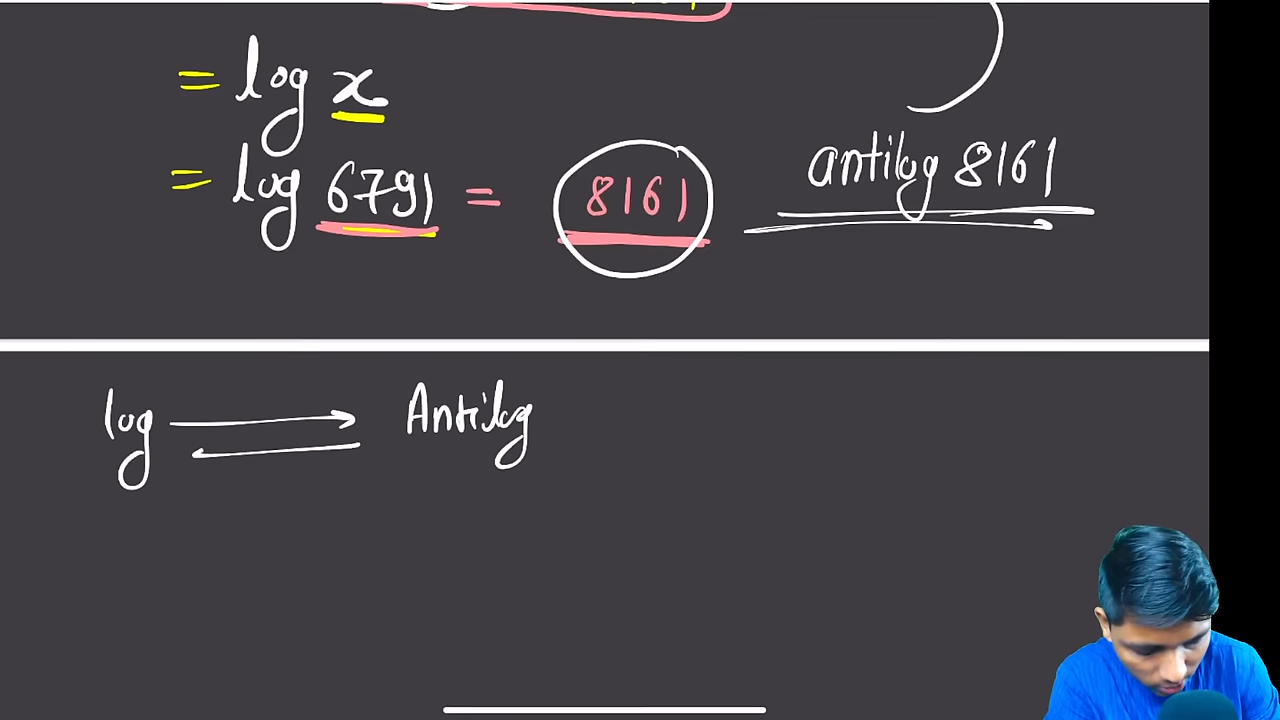 = log x
= log 6791 = 8161 antilog 8161
log Antilog